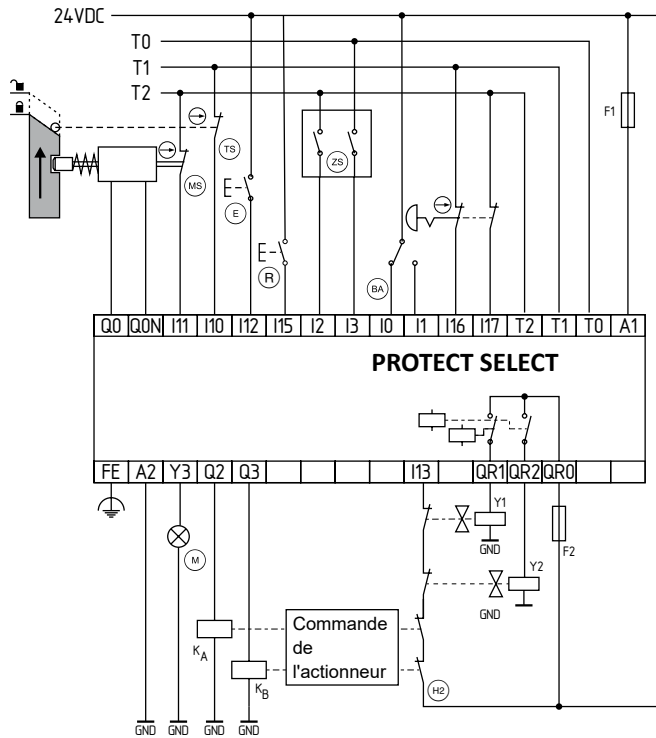 24VDC
T0
T1
T2
F1
TS
MS
ZS
E
R
BA
Q0 Q0N I11 I10 I12 I15 I2 I3 I0 I1 I16 I17 T2 T1 T0 A1
PROTECT SELECT
FE A2 Y3 Q2 Q3 I13 QR1 QR2 QR0
Y1
GND
F2
M
Y2
GND
Commande
de
l'actionneur
KA
KB
H2
GND GND GND GND